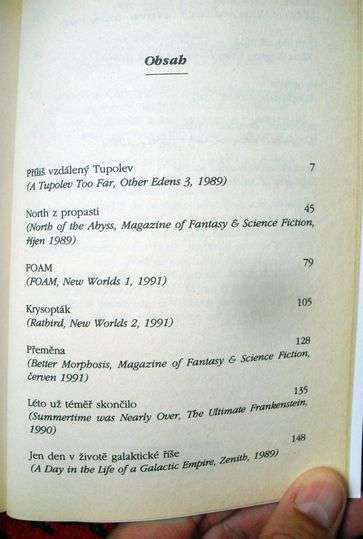 Obsah
Příliš vzdálený Tupolev 7
(A Tupolev Too Far, Other Edens 3, 1989)
North z propasti 45
(North of the Abyss, Magazine of Fantasy & Science Fiction,
říjen 1989)
FOAM 79
(FOAM, New Worlds 1, 1991)
Krysopták 105
(Ratbird, New Worlds 2, 1991)
Přeměna 128
(Better Morphosis, Magazine of Fantasy & Science Fiction,
červen 1991)
Léto už téměř skončilo 135
(Summertime was Nearly Over, The Ultimate Frankenstein,
1990)
Jen den v životě galaktické říše 148
(A Day in the Life of a Galactic Empire, Zenith, 1989)